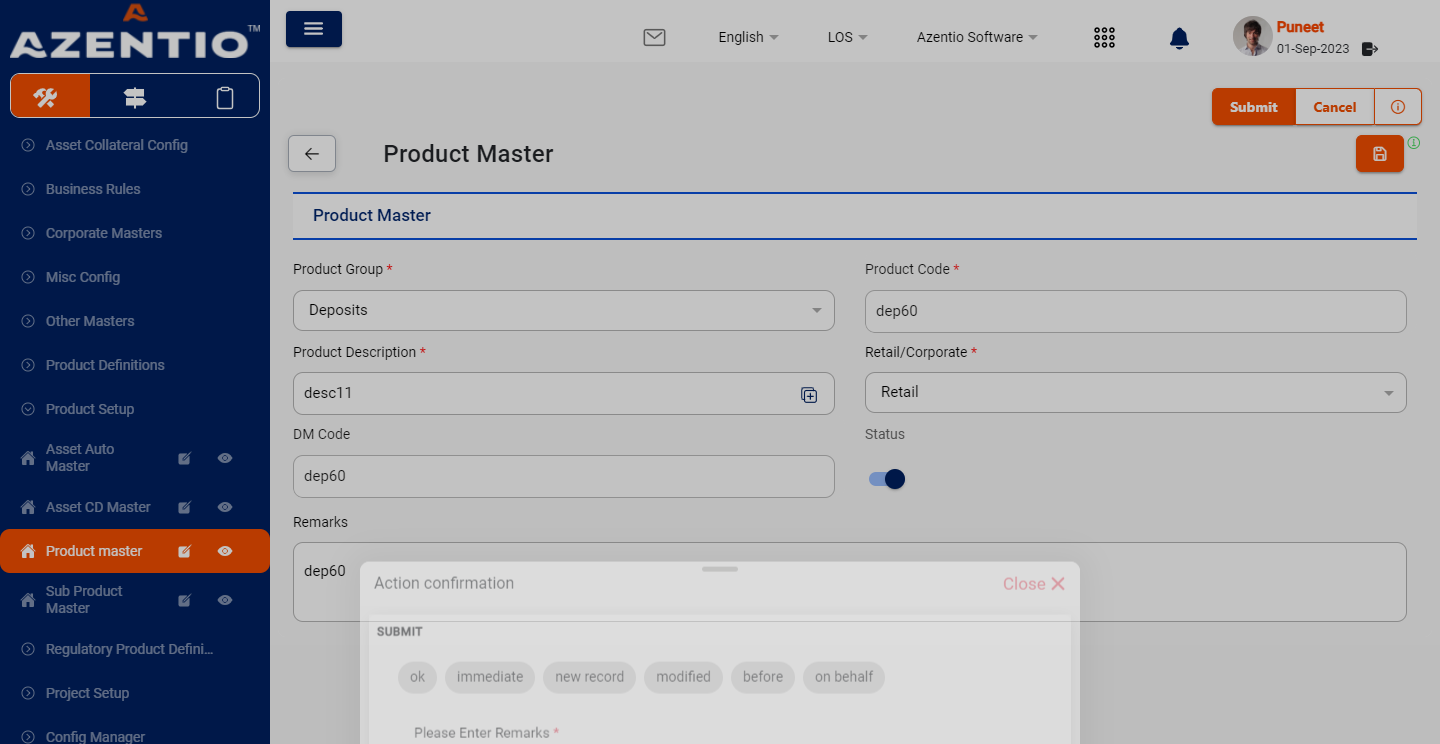 AZENTIO™
English
LOS
Azentio Software
Puneet
01-Sep-2023
Submit
Cancel
Asset Collateral Config
Business Rules
Corporate Masters
Misc Config
Other Masters
Product Definitions
Product Setup
Asset Auto
Master
Asset CD Master
Product master
Sub Product
Master
Regulatory Product Defini...
Project Setup
Config Manager
Product Master
Product Master
Product Group *
Deposits
Product Code *
dep60
Product Description *
desc11
Retail/Corporate *
Retail
DM Code
dep60
Status
Remarks
dep60
Action confirmation
Close
SUBMIT
ok
immediate
new record
modified
before
on behalf
Please Enter Remarks *